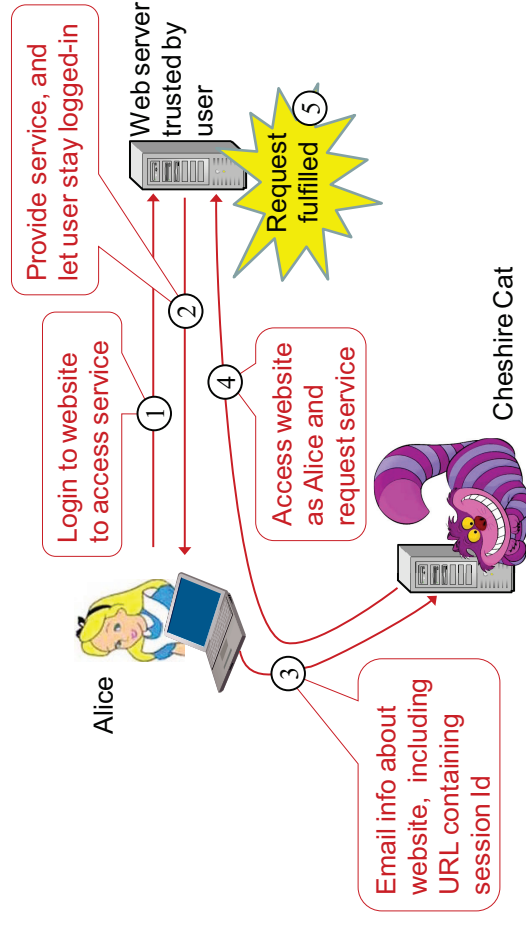 Alice
Login to website
to access service
1
Provide service, and
let user stay logged-in
2
Web server
trusted by
user
Email info about
website,  including
URL containing
session Id
3
Access website
as Alice and
request service
4
Request
fulfilled
5
Cheshire Cat